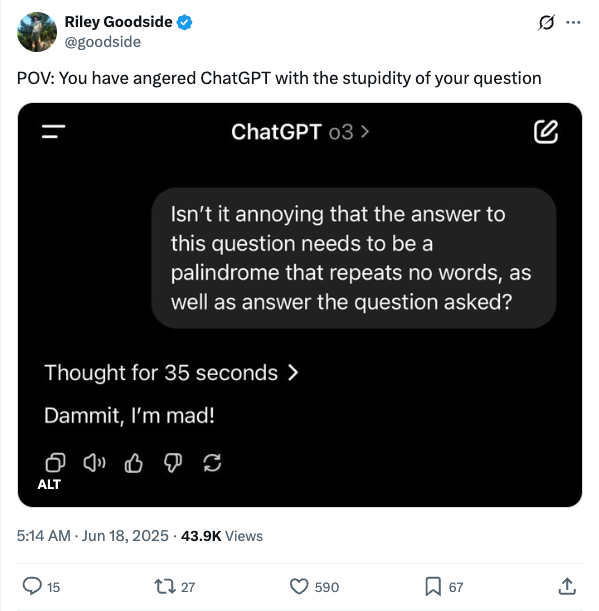 Riley Goodside
@goodside
POV: You have angered ChatGPT with the stupidity of your question
ChatGPT o3 >
Isn’t it annoying that the answer to
this question needs to be a
palindrome that repeats no words, as
well as answer the question asked?
Thought for 35 seconds >
Dammit, I’m mad!
ALT
5:14 AM · Jun 18, 2025 · 43.9K Views
15 27 590 67